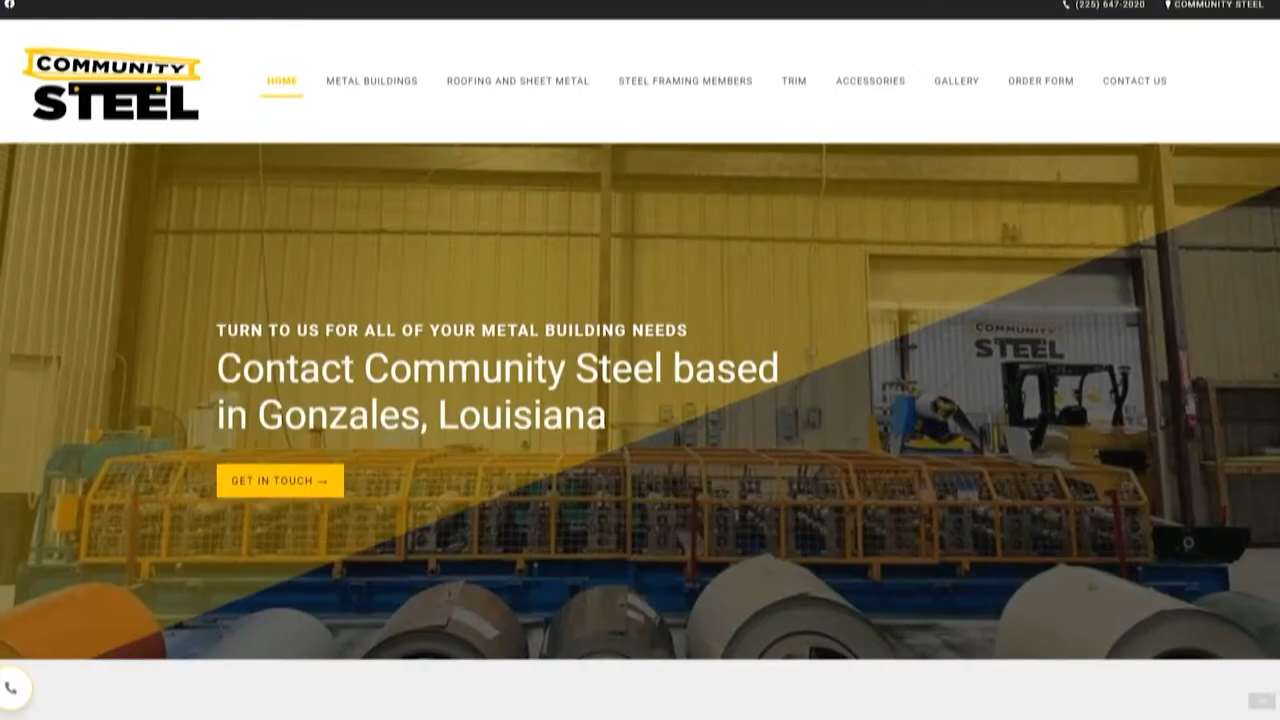 (225) 647-2020
COMMUNITY STEEL
COMMUNITY
STEEL
HOME
METAL BUILDINGS
ROOFING AND SHEET METAL
STEEL FRAMING MEMBERS
TRIM
ACCESSORIES
GALLERY
ORDER FORM
CONTACT US
COMMUNITY
STEEL
TURN TO US FOR ALL OF YOUR METAL BUILDING NEEDS
Contact Community Steel based
in Gonzales, Louisiana
GET IN TOUCH →